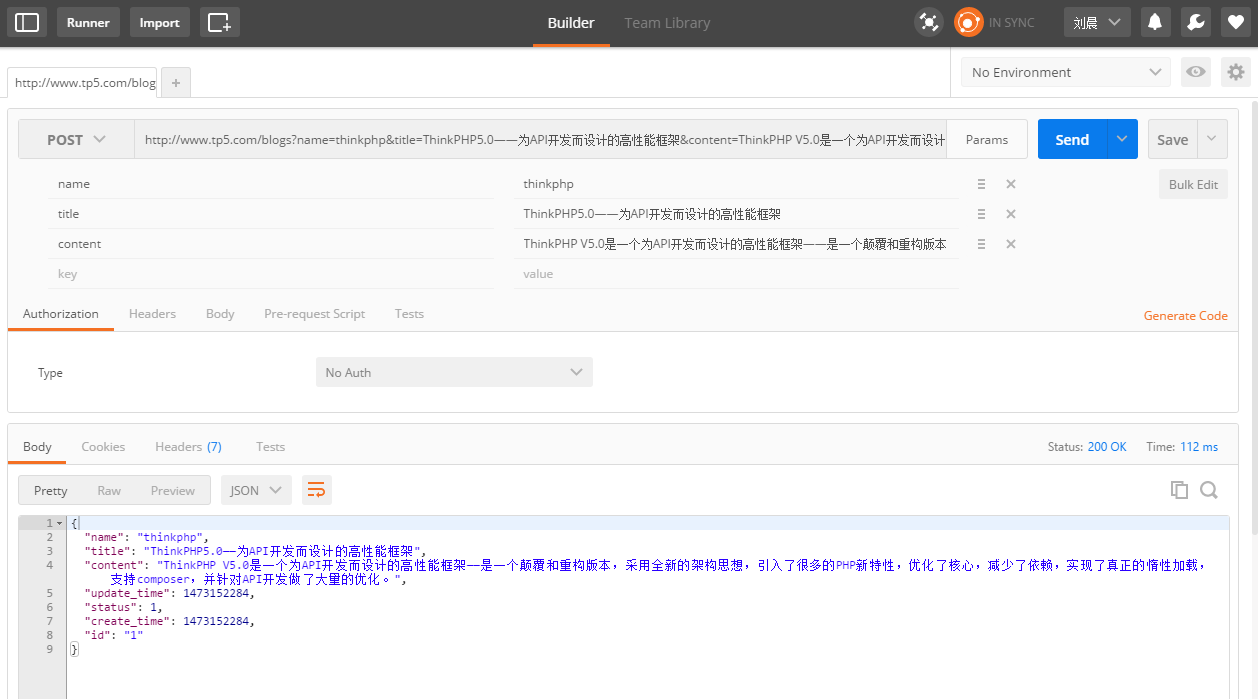 Runner Import Builder Team Library IN SYNC 刘晨
http://www.tp5.com/blog + No Environment
POST http://www.tp5.com/blogs?name=thinkphp&title=ThinkPHP5.0——为API开发而设计的高性能框架&content=ThinkPHP V5.0是一个为API开发而设计 Params Send Save
name thinkphp Bulk Edit
title ThinkPHP5.0——为API开发而设计的高性能框架
content ThinkPHP V5.0是一个为API开发而设计的高性能框架——是一个颠覆和重构版本
key value
Authorization Headers Body Pre-request Script Tests Generate Code
Type No Auth
Body Cookies Headers (7) Tests Status: 200 OK Time: 112 ms
Pretty Raw Preview JSON
1 {
2 "name": "thinkphp",
3 "title": "ThinkPHP5.0——为API开发而设计的高性能框架",
4 "content": "ThinkPHP V5.0是一个为API开发而设计的高性能框架——是一个颠覆和重构版本，采用全新的架构思想，引入了很多的PHP新特性，优化了核心，减少了依赖，实现了真正的惰性加载，
支持composer，并针对API开发做了大量的优化。",
5 "update_time": 1473152284,
6 "status": 1,
7 "create_time": 1473152284,
8 "id": "1"
9 }